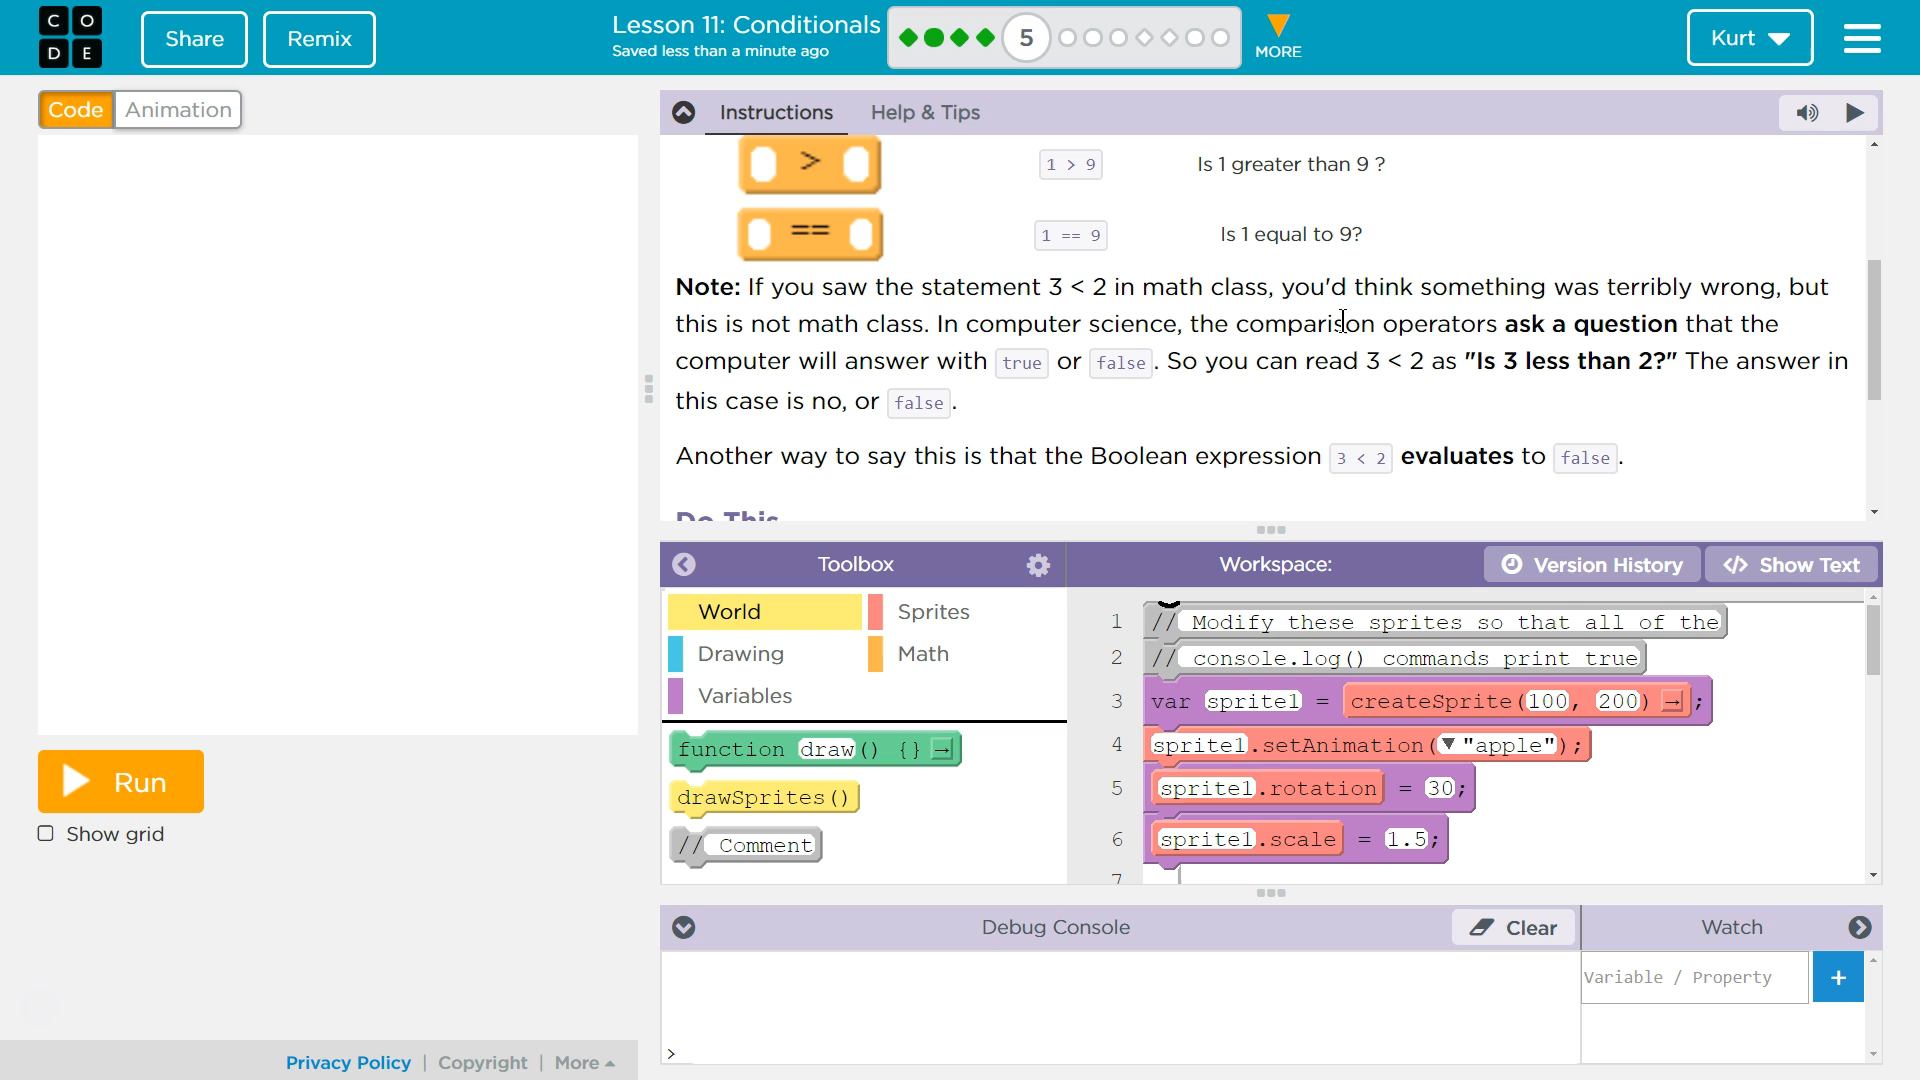 C O D E
Share
Remix
Lesson 11: Conditionals
Saved less than a minute ago
5
MORE
Kurt
Code
Animation
Instructions
Help & Tips
>
1 > 9
Is 1 greater than 9 ?
==
1 == 9
Is 1 equal to 9?
Note: If you saw the statement 3 < 2 in math class, you'd think something was terribly wrong, but
this is not math class. In computer science, the comparision operators ask a question that the
computer will answer with true or false. So you can read 3 < 2 as "Is 3 less than 2?" The answer in
this case is no, or false.
Another way to say this is that the Boolean expression 3 < 2 evaluates to false.
Do This
Toolbox
Workspace:
Version History
</> Show Text
World
Sprites
Drawing
Math
Variables
function draw() {} →
drawSprites()
// Comment
1 // Modify these sprites so that all of the
2 // console.log() commands print true
3 var sprite1 = createSprite(100, 200) → ;
4 sprite1.setAnimation(▼ "apple");
5 sprite1.rotation = 30;
6 sprite1.scale = 1.5;
7
Run
Show grid
Debug Console
Clear
Watch
Variable / Property
+
>
Privacy Policy | Copyright | More